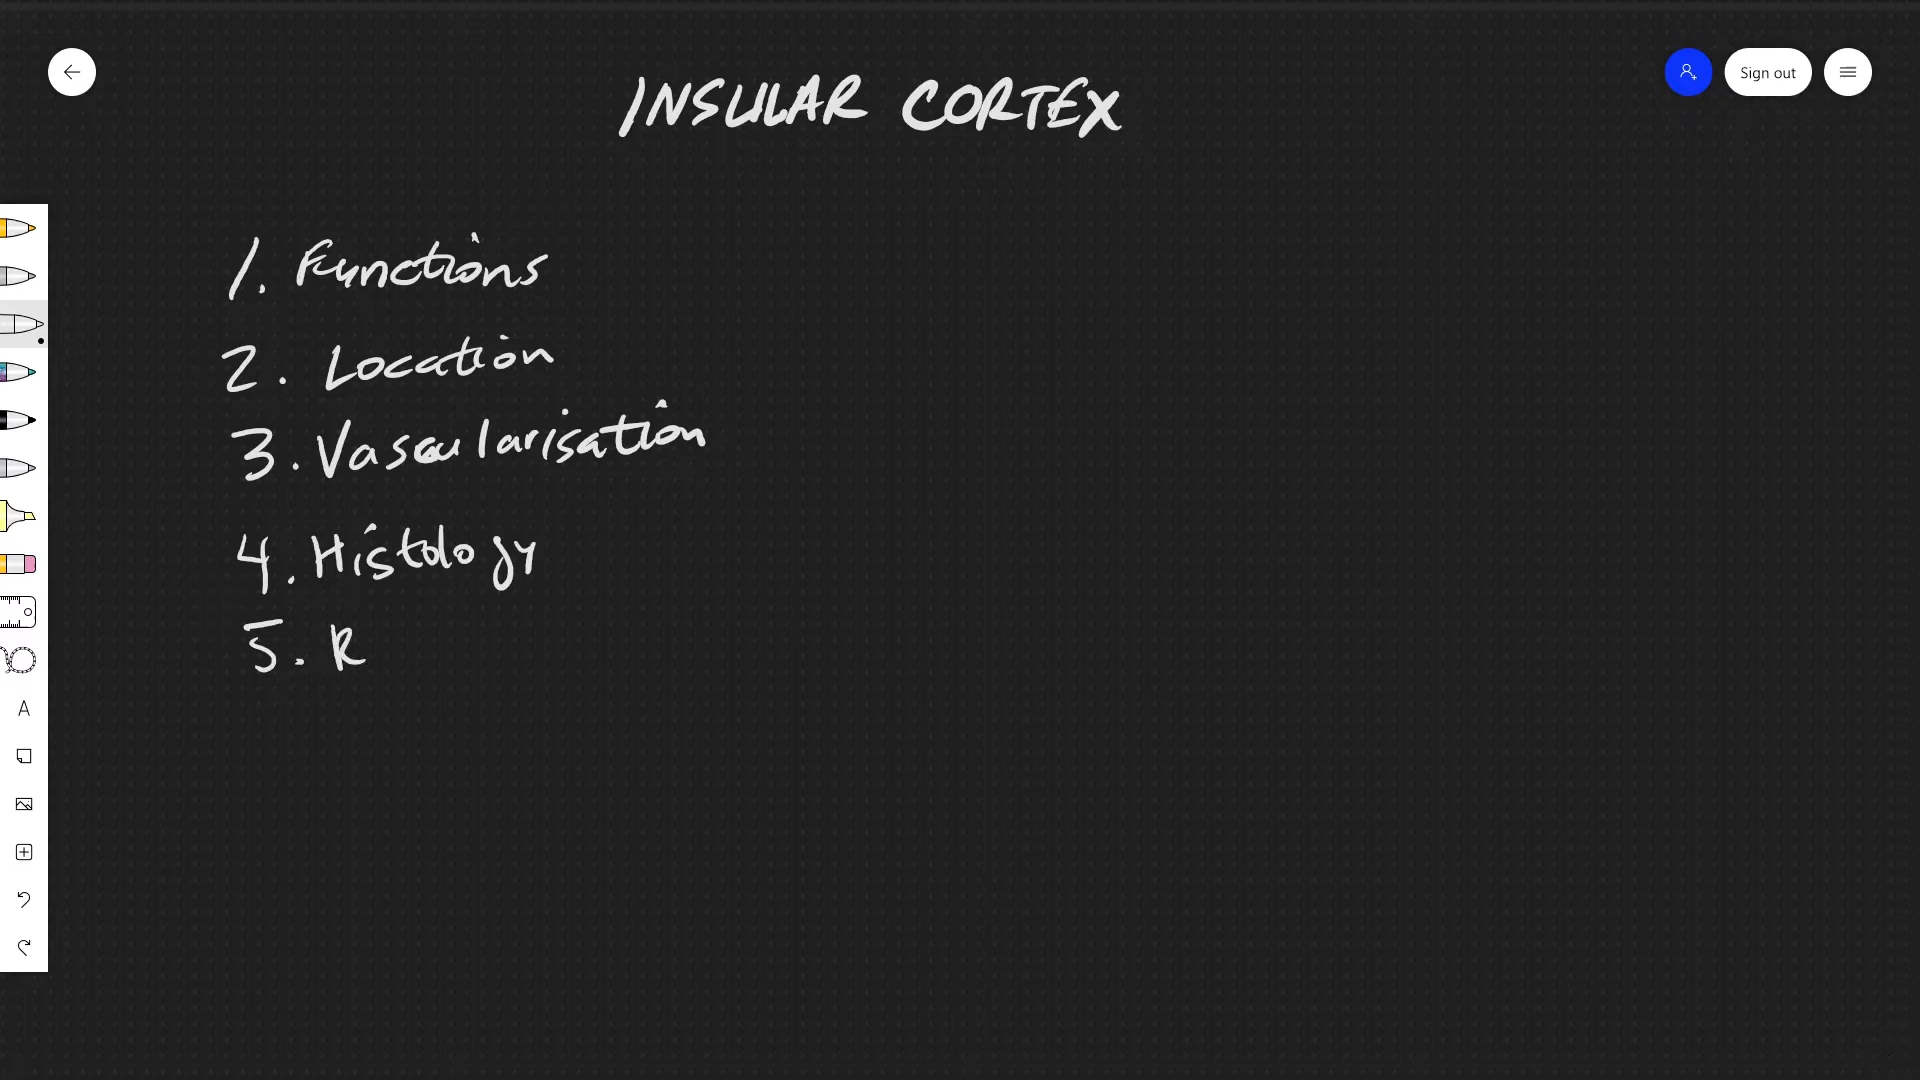 INSULAR CORTEX
Sign out
1. Functions
2. Location
3. Vascularisation
4. Histology
5. R
A